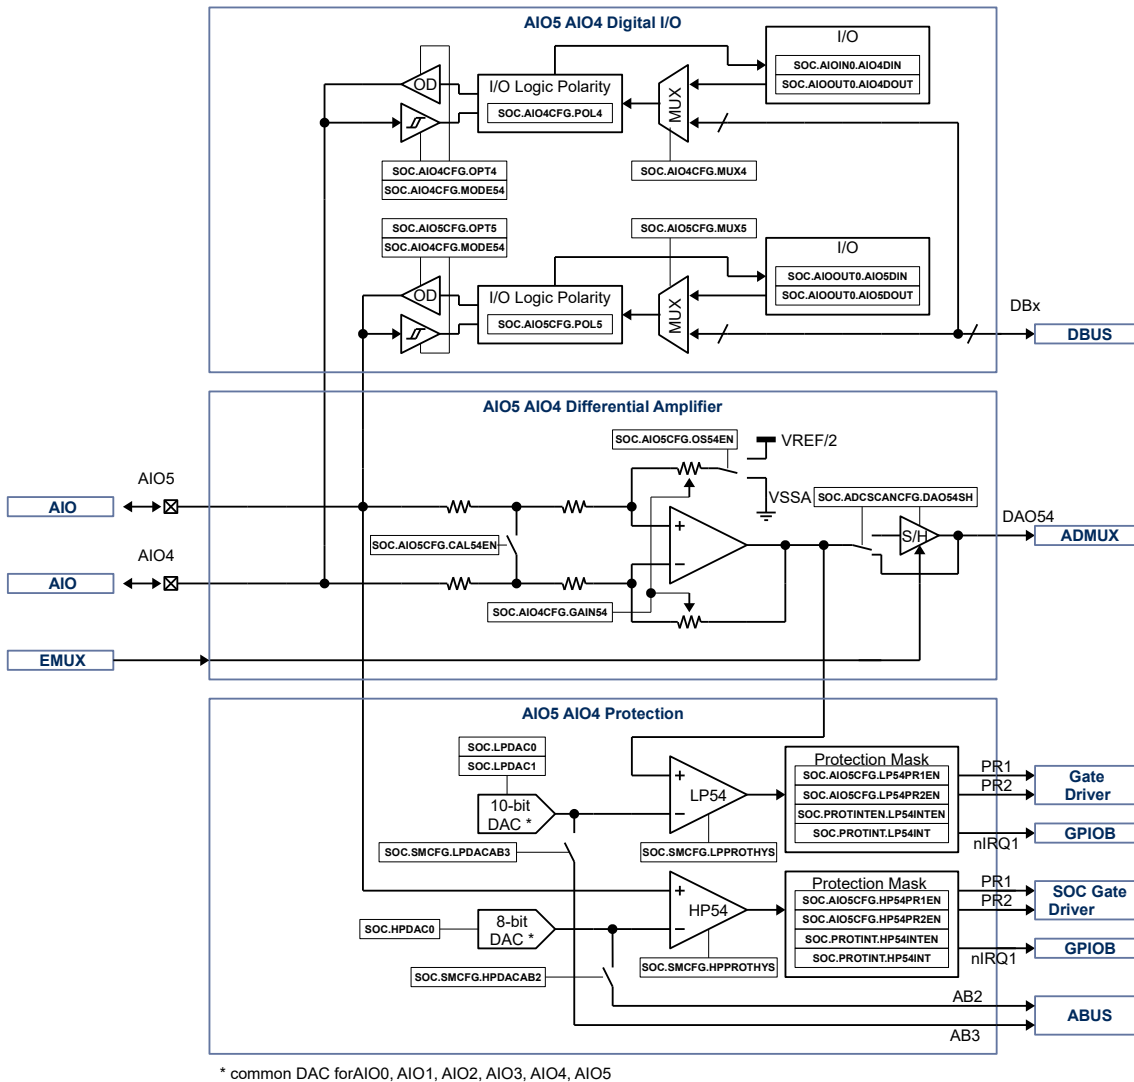 AIO5 AIO4 Digital I/O
I/O
SOC.AIOIN0.AIO4DIN
SOC.AIOOUT0.AIO4DOUT
OD
I/O Logic Polarity
SOC.AIO4CFG.POL4
MUX
SOC.AIO4CFG.OPT4
SOC.AIO4CFG.MODE54
SOC.AIO4CFG.MUX4
SOC.AIO5CFG.OPT5
SOC.AIO4CFG.MODE54
SOC.AIO5CFG.MUX5
I/O
SOC.AIOOUT0.AIO5DIN
SOC.AIOOUT0.AIO5DOUT
OD
I/O Logic Polarity
SOC.AIO5CFG.POL5
MUX
DBx
DBUS
AIO5 AIO4 Differential Amplifier
SOC.AIO5CFG.OS54EN
VREF/2
VSSA
SOC.ADCSCANCFG.DAO54SH
AIO5
AIO
+
S/H
DAO54
ADMUX
SOC.AIO5CFG.CAL54EN
AIO4
−
AIO
SOC.AIO4CFG.GAIN54
EMUX
AIO5 AIO4 Protection
SOC.LPDAC0
SOC.LPDAC1
10-bit
DAC *
+
LP54
−
Protection Mask
SOC.AIO5CFG.LP54PR1EN
SOC.AIO5CFG.LP54PR2EN
SOC.PROTINTEN.LP54INTEN
SOC.PROTINT.LP54INT
PR1
PR2
nIRQ1
Gate
Driver
GPIOB
SOC.SMCFG.LPDACAB3
SOC.SMCFG.LPPROTHYS
SOC.HPDAC0
8-bit
DAC *
+
HP54
−
Protection Mask
SOC.AIO5CFG.HP54PR1EN
SOC.AIO5CFG.HP54PR2EN
SOC.PROTINT.HP54INTEN
SOC.PROTINT.HP54INT
PR1
PR2
nIRQ1
SOC Gate
Driver
GPIOB
SOC.SMCFG.HPDACAB2
SOC.SMCFG.HPPROTHYS
AB2
AB3
ABUS
* common DAC forAIO0, AIO1, AIO2, AIO3, AIO4, AIO5